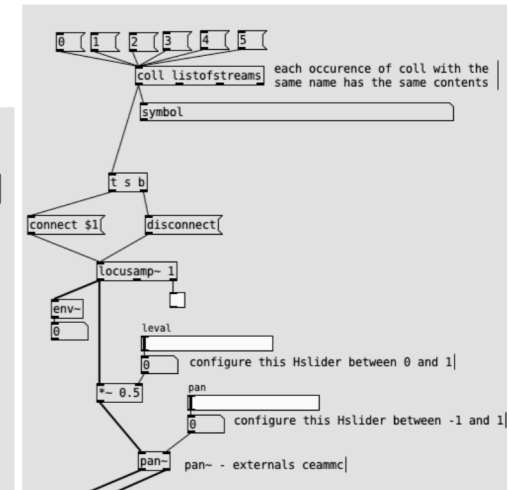 0 1 2 3 4 5
coll listofstreams
each occurence of coll with the
same name has the same contents
symbol
t s b
connect $1
disconnect
locusamp~ 1
env~
0
leval
0
configure this Hslider between 0 and 1
*~ 0.5
pan
0
configure this Hslider between -1 and 1
pan~
pan~ - externals ceammc